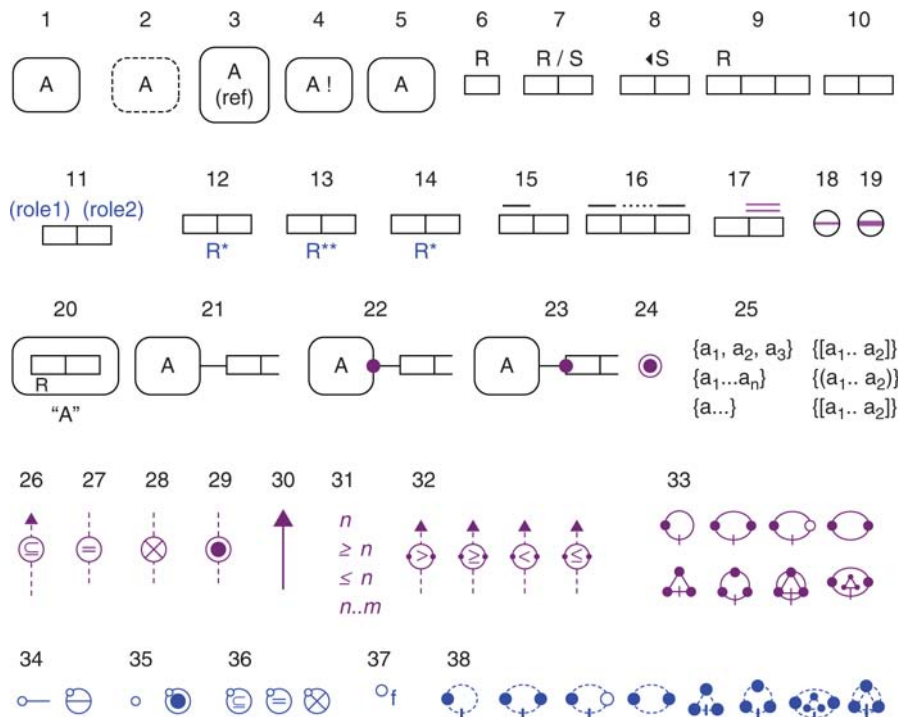 1 2 3 4 5 6 7 8 9 10
R R / S ◂S R
A A A A ! A
(ref)
11 12 13 14 15 16 17 18 19
(role1) (role2)
R* R** R*
20 21 22 23 24 25
A A A {a₁, a₂, a₃} {[a₁.. a₂]}
R {a₁...aₙ} {(a₁.. a₂)}
"A" {a...} {[a₁.. a₂]}
26 27 28 29 30 31 32 33
n
⊆ = > ≥ < ≤
≥ n
≤ n
n..m
34 35 36 37 38
⊆ = f